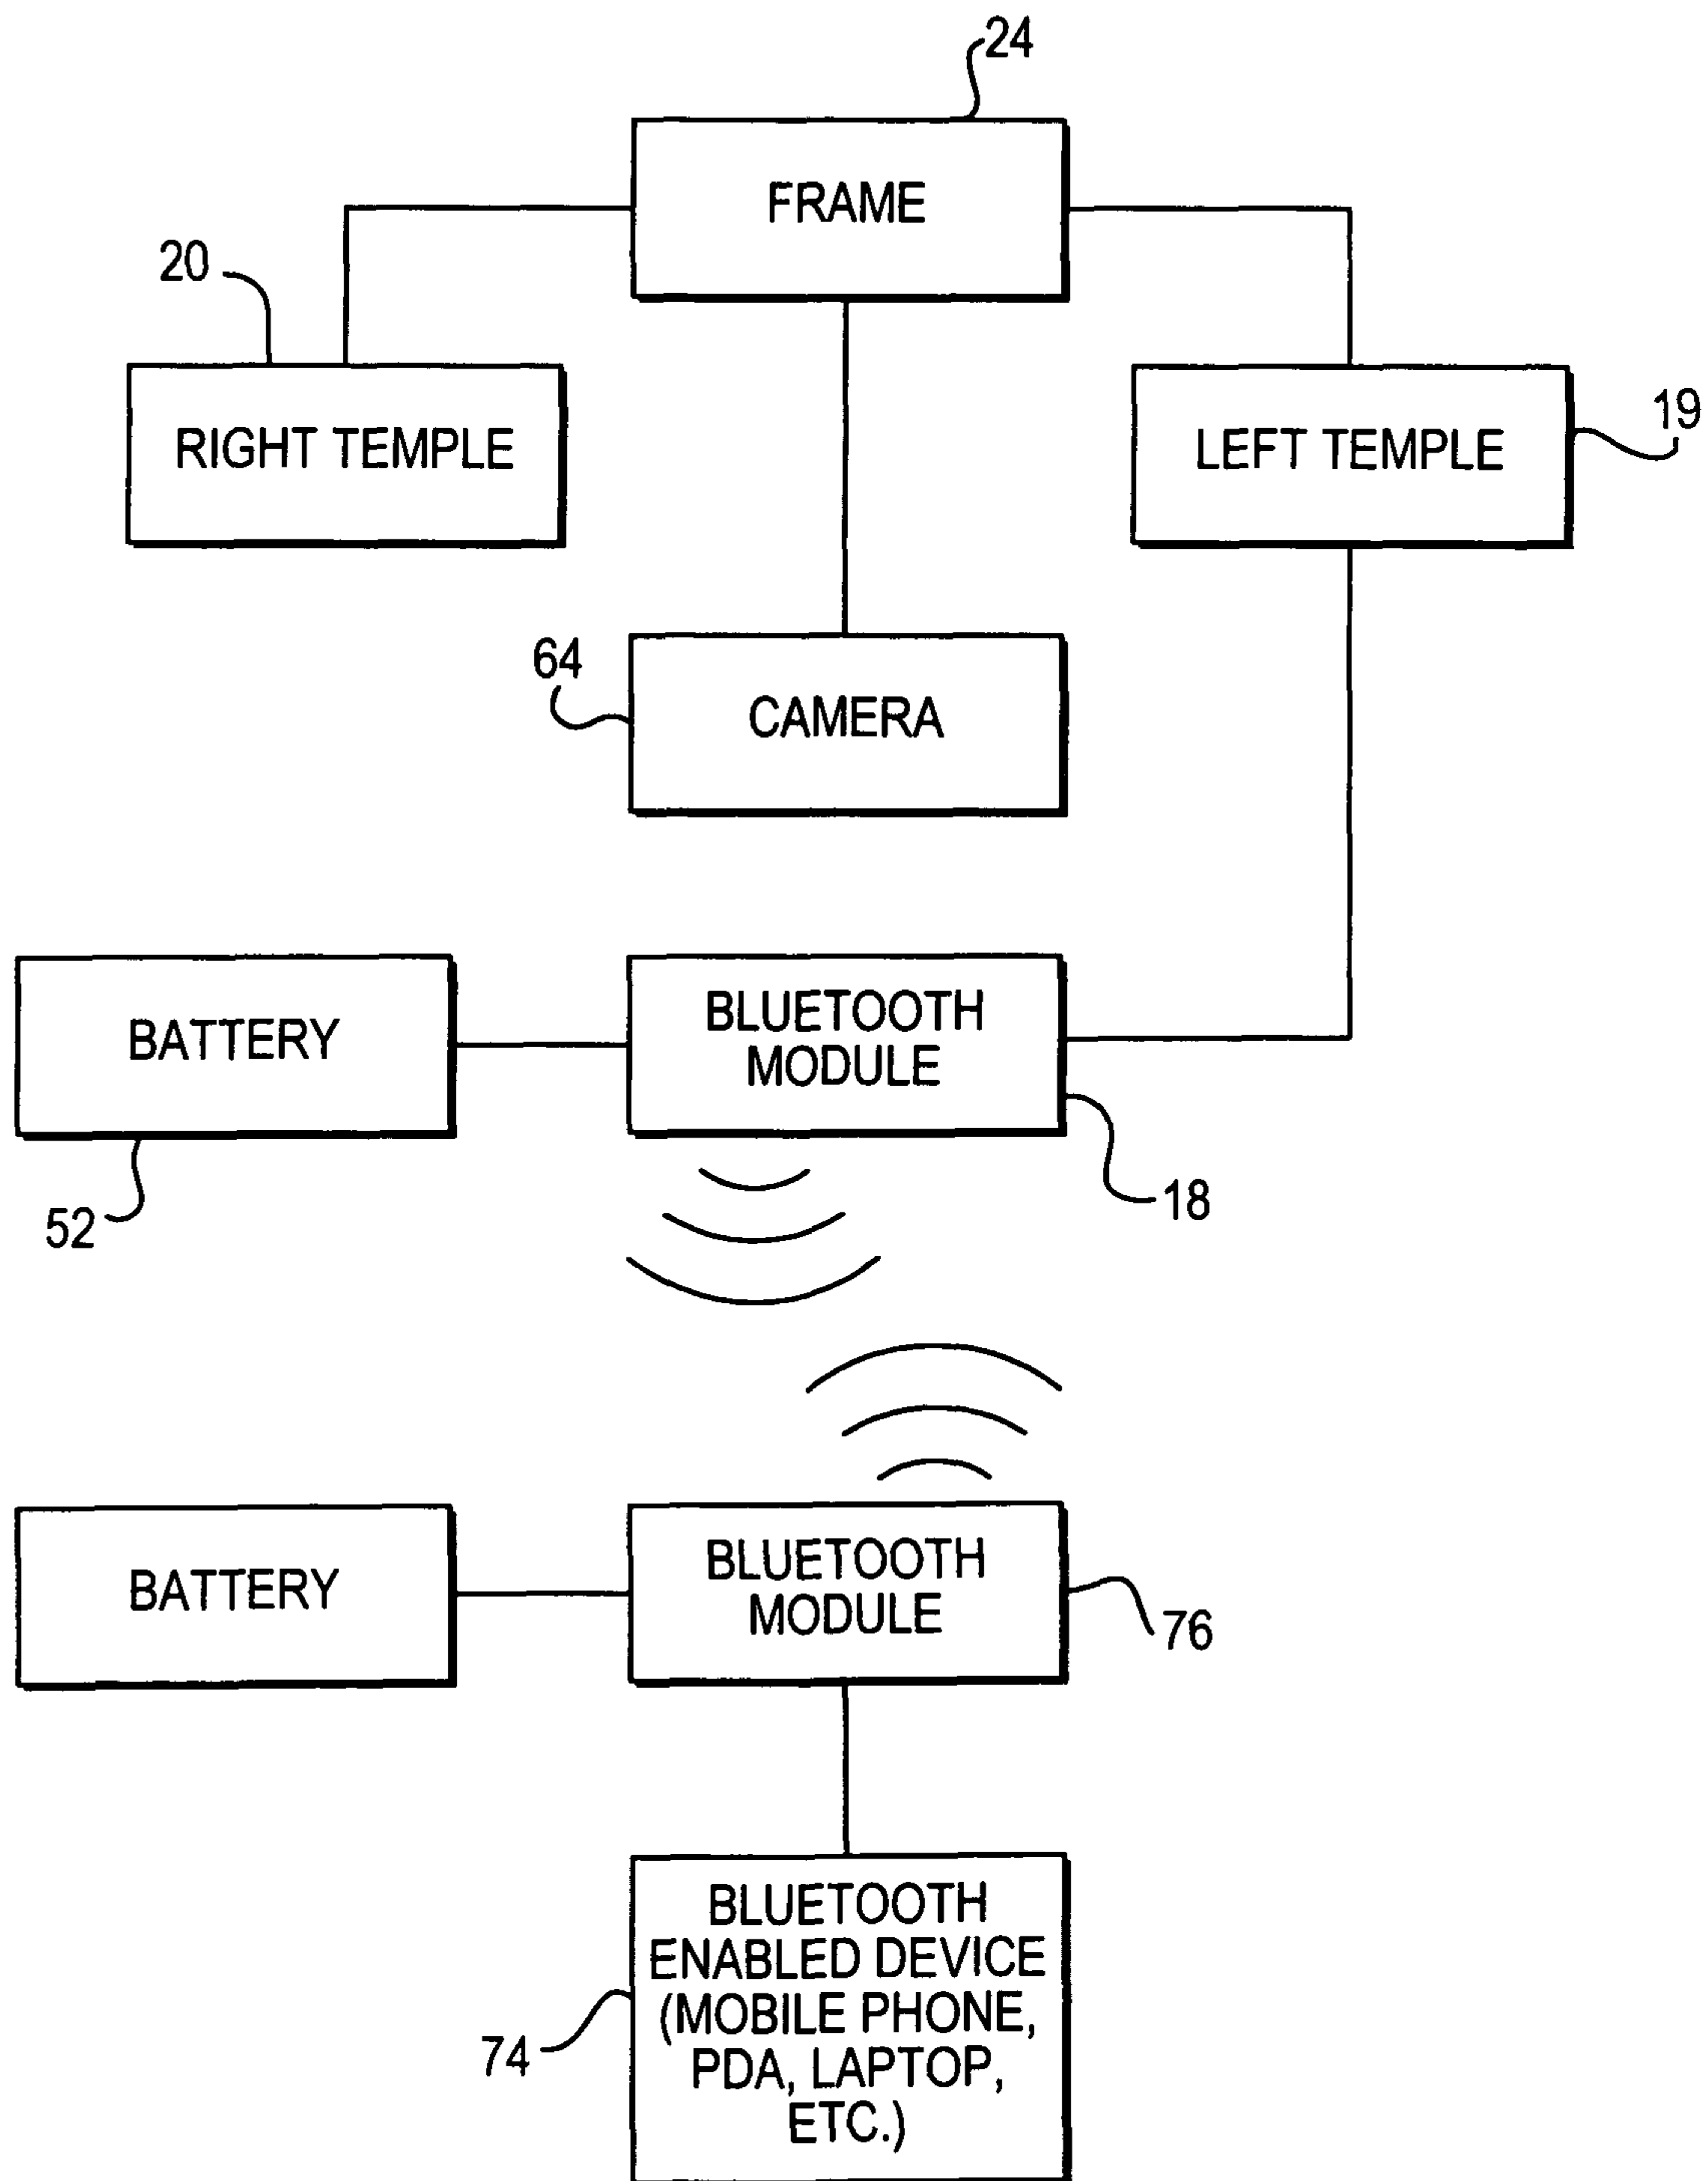 24
FRAME
20
RIGHT TEMPLE
LEFT TEMPLE
19
64
CAMERA
BATTERY
BLUETOOTH
MODULE
52
18
BATTERY
BLUETOOTH
MODULE
76
BLUETOOTH
ENABLED DEVICE
(MOBILE PHONE,
PDA, LAPTOP,
ETC.)
74